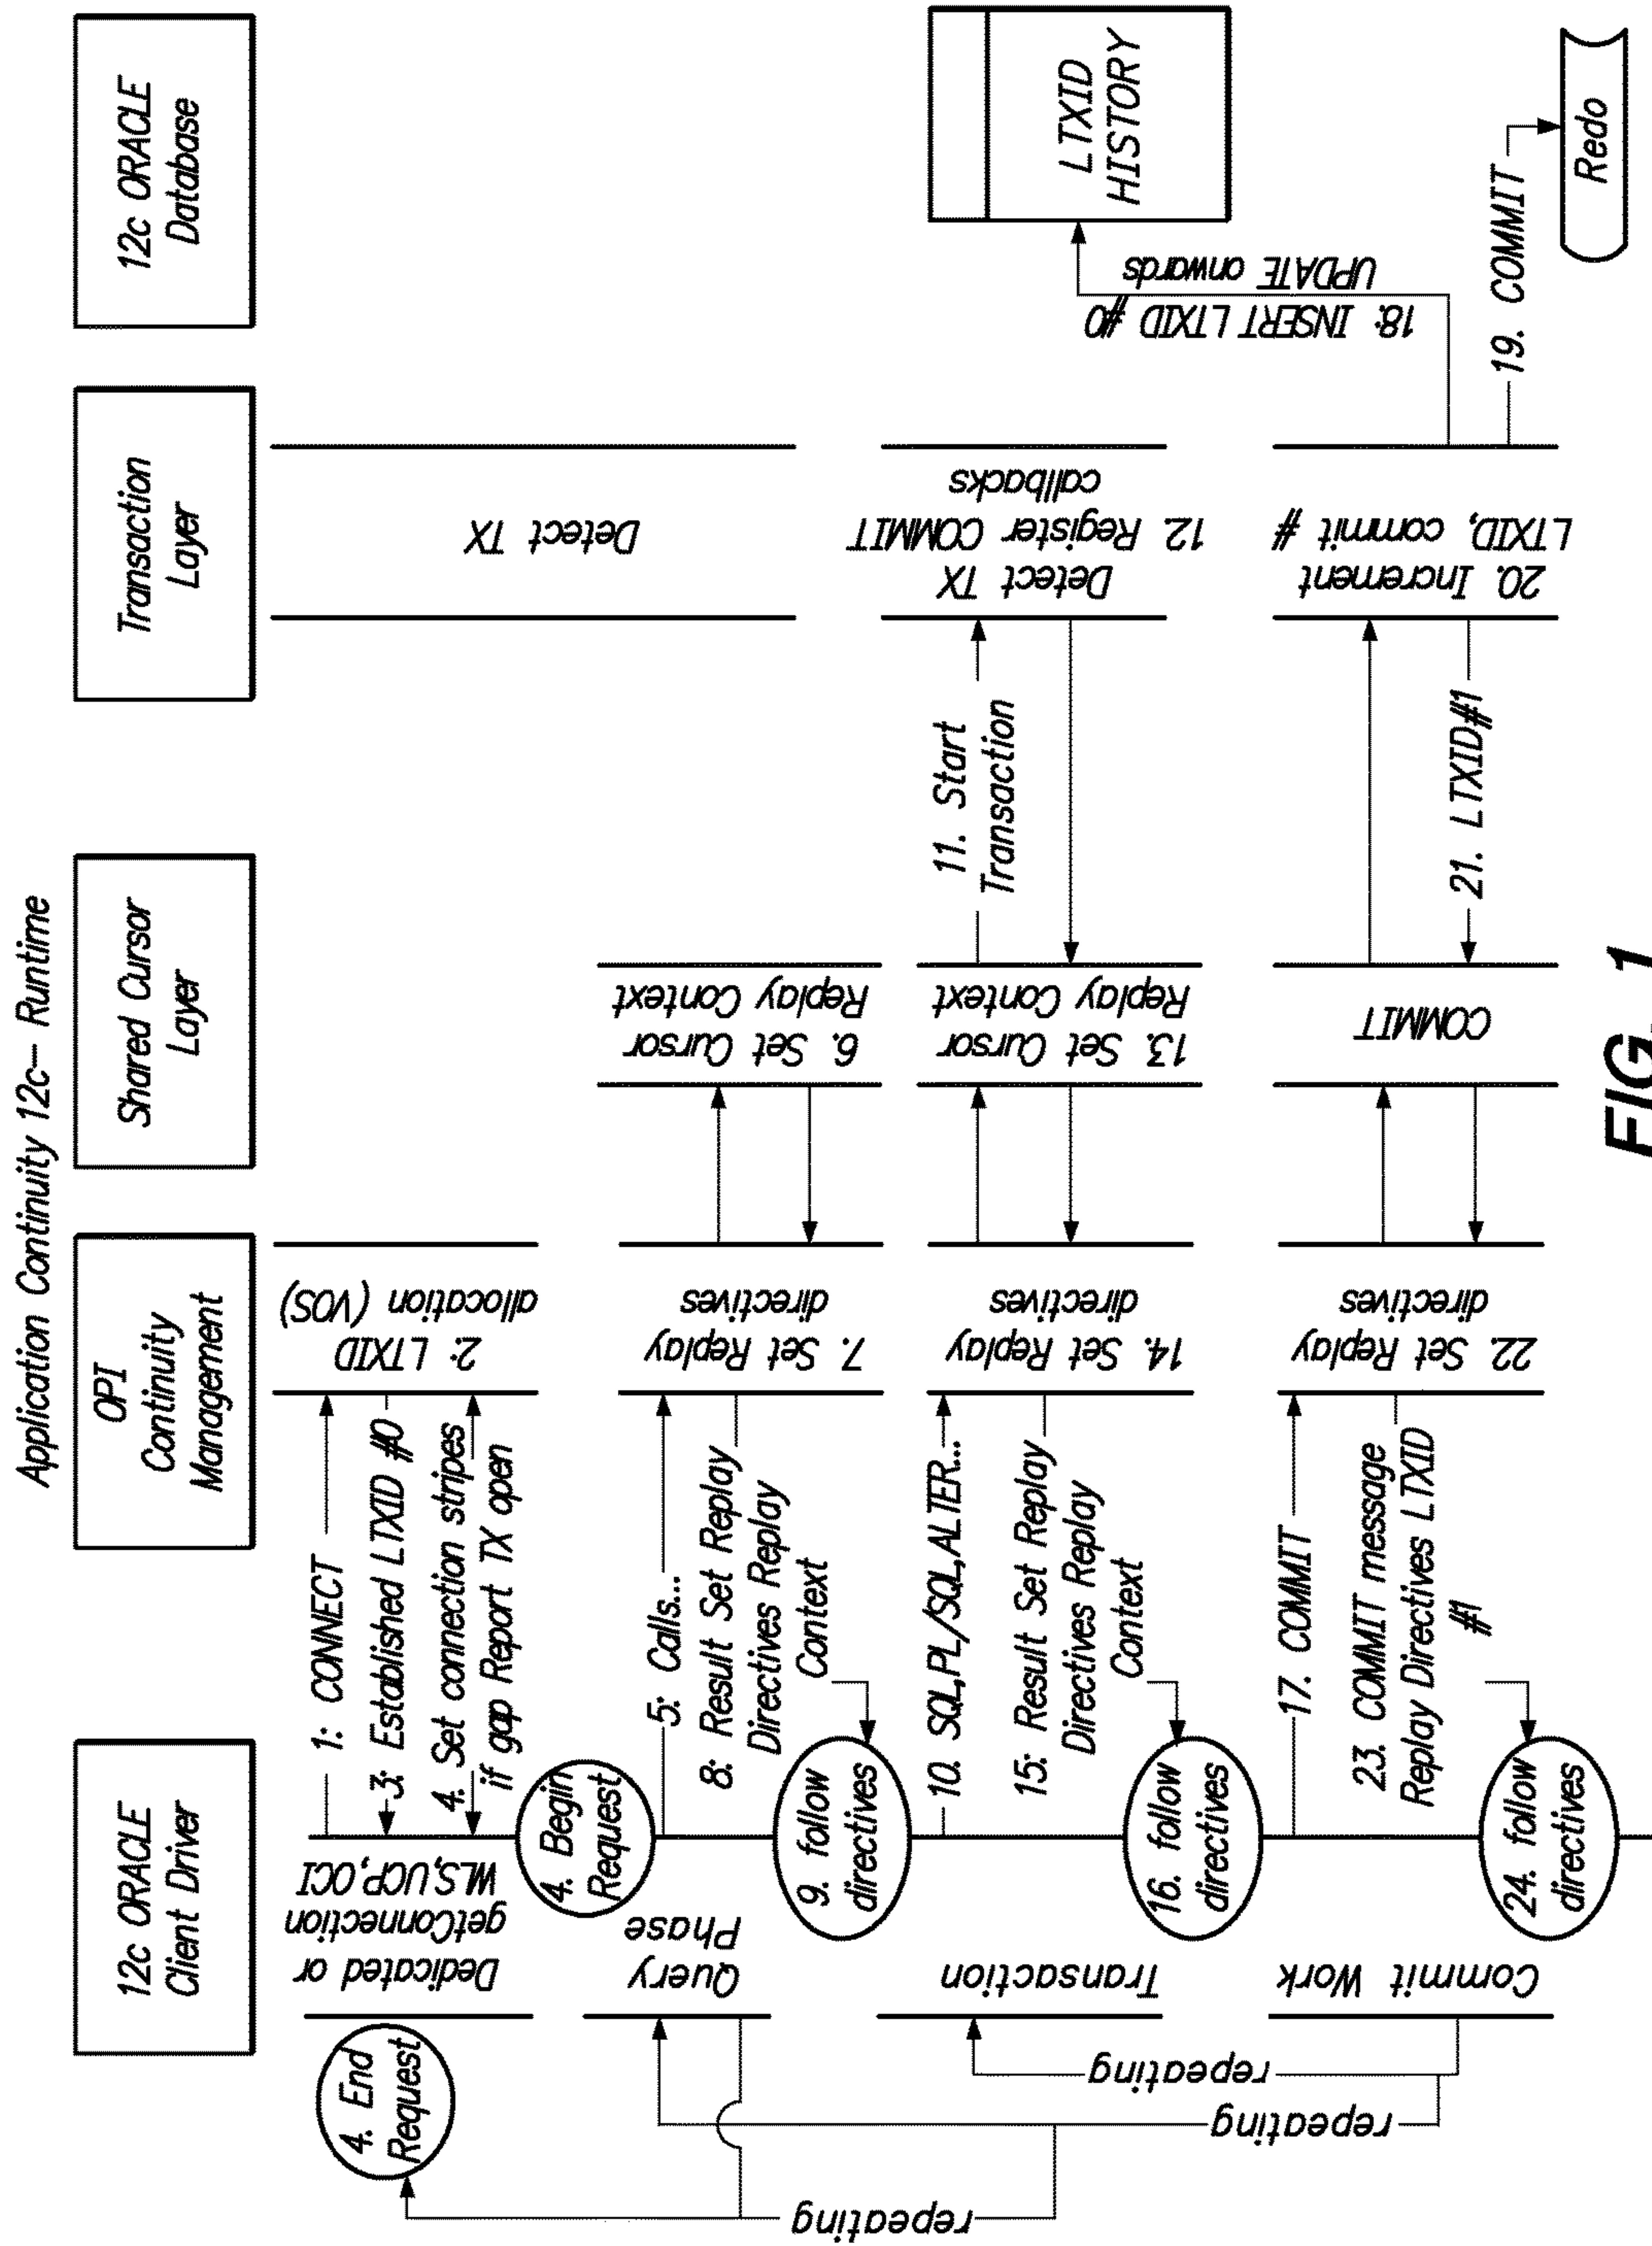 Application Continuity 12c– Runtime
12c ORACLE
Client Driver
OPI
Continuity
Management
Shared Cursor
Layer
Transaction
Layer
12c ORACLE
Database
4. End
Request
Dedicated or
getConnection
WLS,UCP,OCI
1: CONNECT
3: Established LTXID #0
4. Set connection stripes
if gap Report TX open
2: LTXID
allocation (VOS)
Detect TX
4. Begin
Request
Query
Phase
5: Calls...
8: Result Set Replay
Directives Replay
Context
7. Set Replay
directives
6. Set Cursor
Replay Context
9. follow
directives
Transaction
10. SQL,PL/SQL,ALTER...
15: Result Set Replay
Directives Replay
Context
14. Set Replay
directives
13. Set Cursor
Replay Context
11. Start
Transaction
Detect TX
12. Register COMMIT
callbacks
LTXID
HISTORY
16. follow
directives
Commit Work
17. COMMIT
23. COMMIT message
Replay Directives LTXID
#1
22. Set Replay
directives
COMMIT
21. LTXID#1
20. Increment
LTXID, commit #
18: INSERT LTXID #0
UPDATE onwards
19. COMMIT
Redo
24. follow
directives
repeating
repeating
repeating
FIG. 1